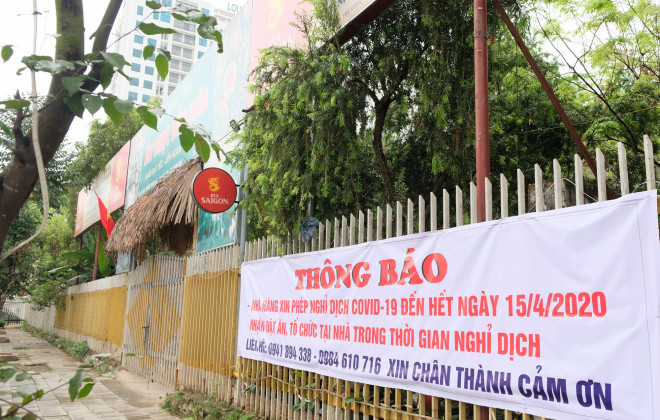 BIA
SAIGON
THÔNG BÁO
- NHÀ HÀNG XIN PHÉP NGHỈ DỊCH COVID-19 ĐẾN HẾT NGÀY 15/4/2020
NHẬN ĐẶT ĂN, TỔ CHỨC TẠI NHÀ TRONG THỜI GIAN NGHỈ DỊCH
LIÊN HỆ: 0941 894 338 - 0984 610 716 XIN CHÂN THÀNH CẢM ƠN